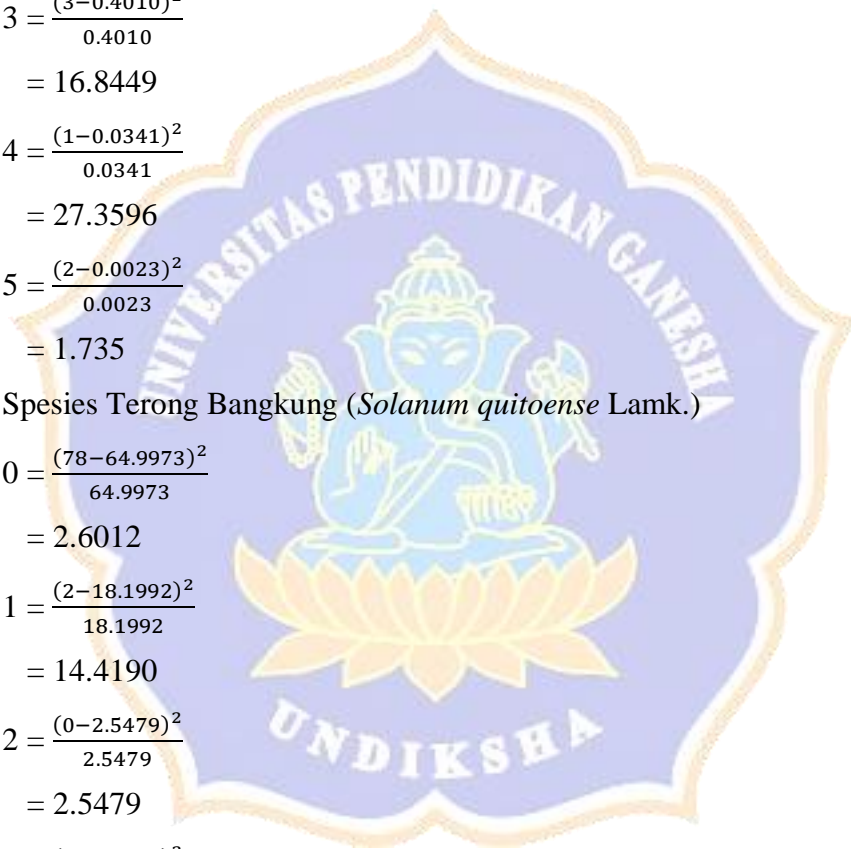 3 = (3−0.4010)²/0.4010
= 16.8449
4 = (1−0.0341)²/0.0341
= 27.3596
5 = (2−0.0023)²/0.0023
= 1.735
Spesies Terong Bangkung (Solanum quitoense Lamk.)
0 = (78−64.9973)²/64.9973
= 2.6012
1 = (2−18.1992)²/18.1992
= 14.4190
2 = (0−2.5479)²/2.5479
= 2.5479
UNIVERSITAS PENDIDIKAN GANESHA
UNDIKSHA